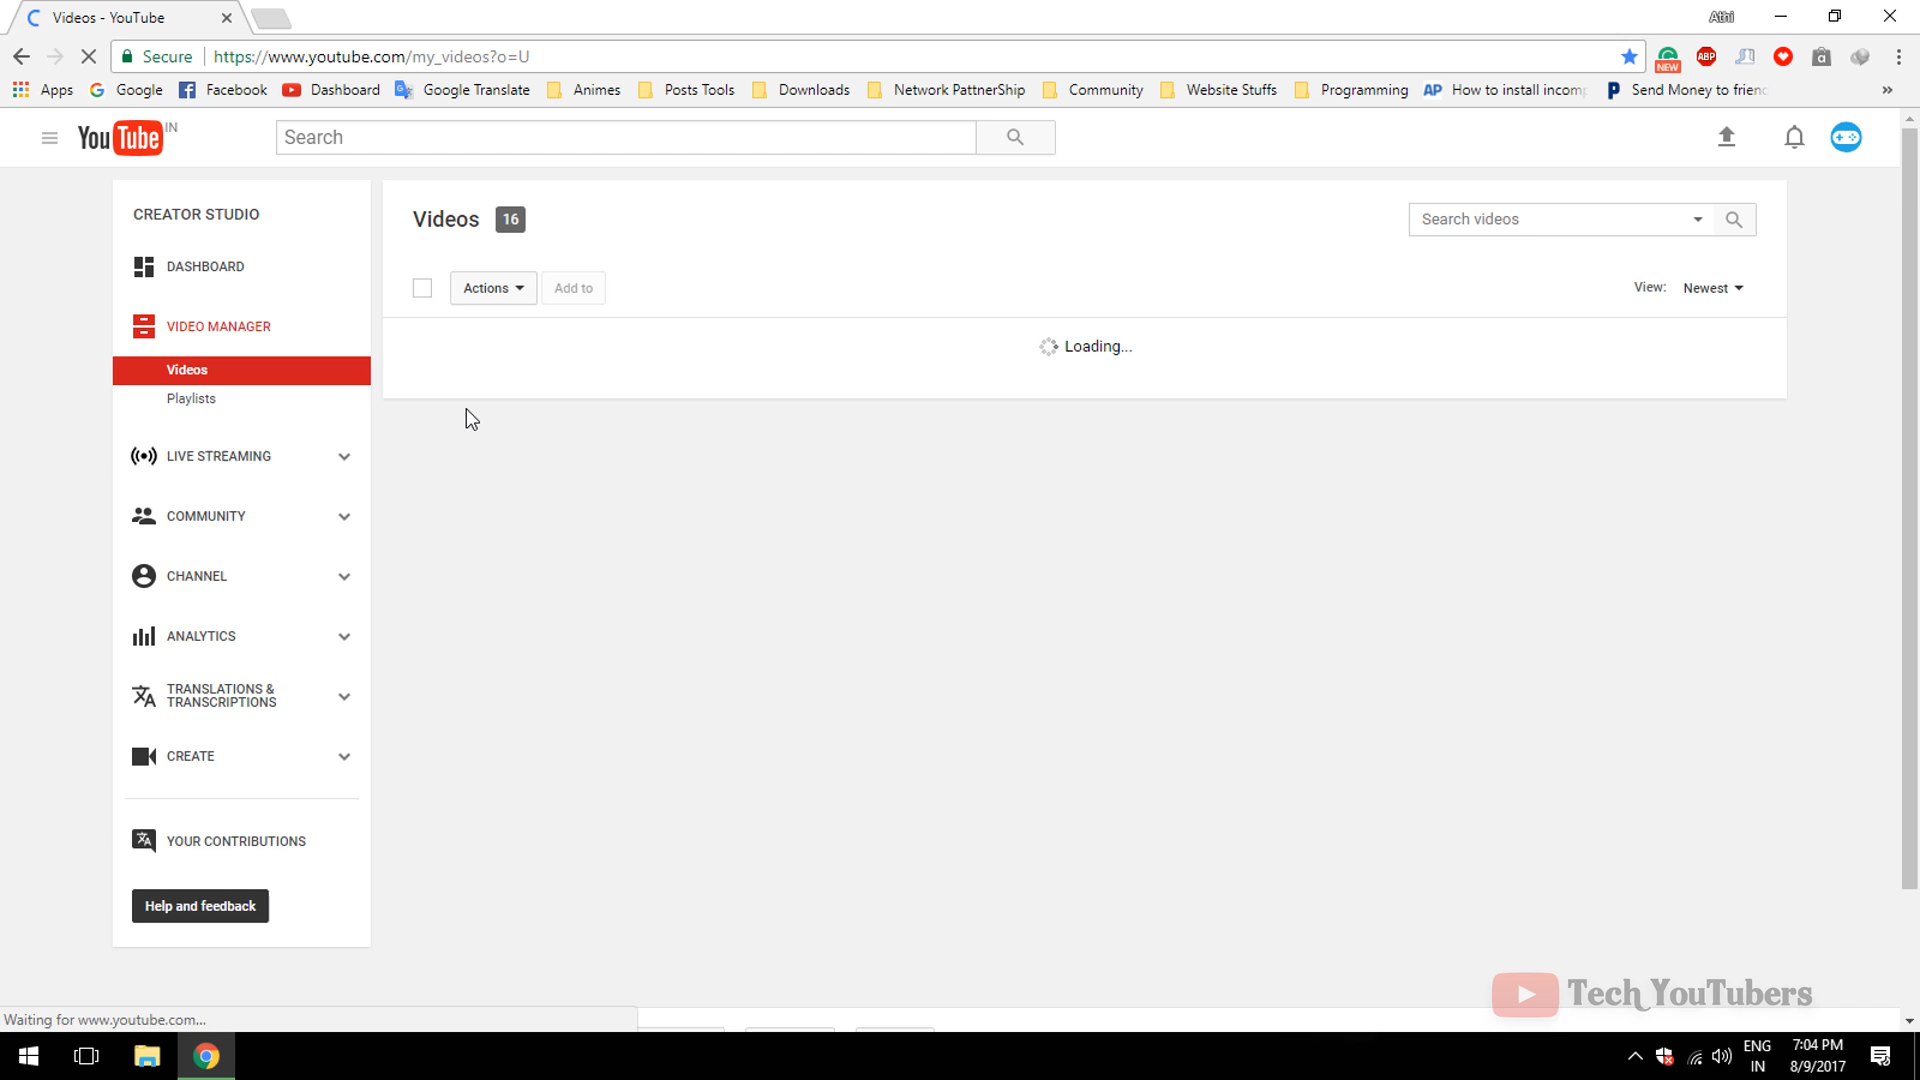 Videos - YouTube
Athi
Secure
https://www.youtube.com/my_videos?o=U
NEW
ABP
Apps
Google
Facebook
Dashboard
Google Translate
Animes
Posts Tools
Downloads
Network PattnerShip
Community
Website Stuffs
Programming
AP
How to install incom
Send Money to frien
YouTube IN
Search
CREATOR STUDIO
DASHBOARD
VIDEO MANAGER
Videos
Playlists
LIVE STREAMING
COMMUNITY
CHANNEL
ANALYTICS
TRANSLATIONS &
TRANSCRIPTIONS
CREATE
YOUR CONTRIBUTIONS
Help and feedback
Videos 16
Search videos
Actions
Add to
View: Newest
Loading...
Tech YouTubers
Waiting for www.youtube.com...
ENG
IN
7:04 PM
8/9/2017